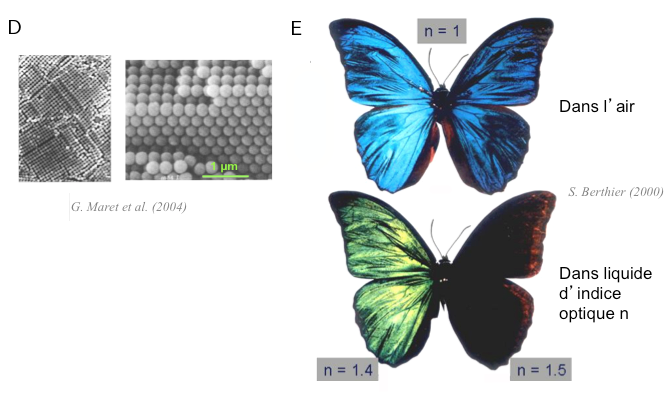 D
1 µm
G. Maret et al. (2004)
E
n = 1
Dans l’air
S. Berthier (2000)
Dans liquide
d’indice
optique n
n = 1.4
n = 1.5